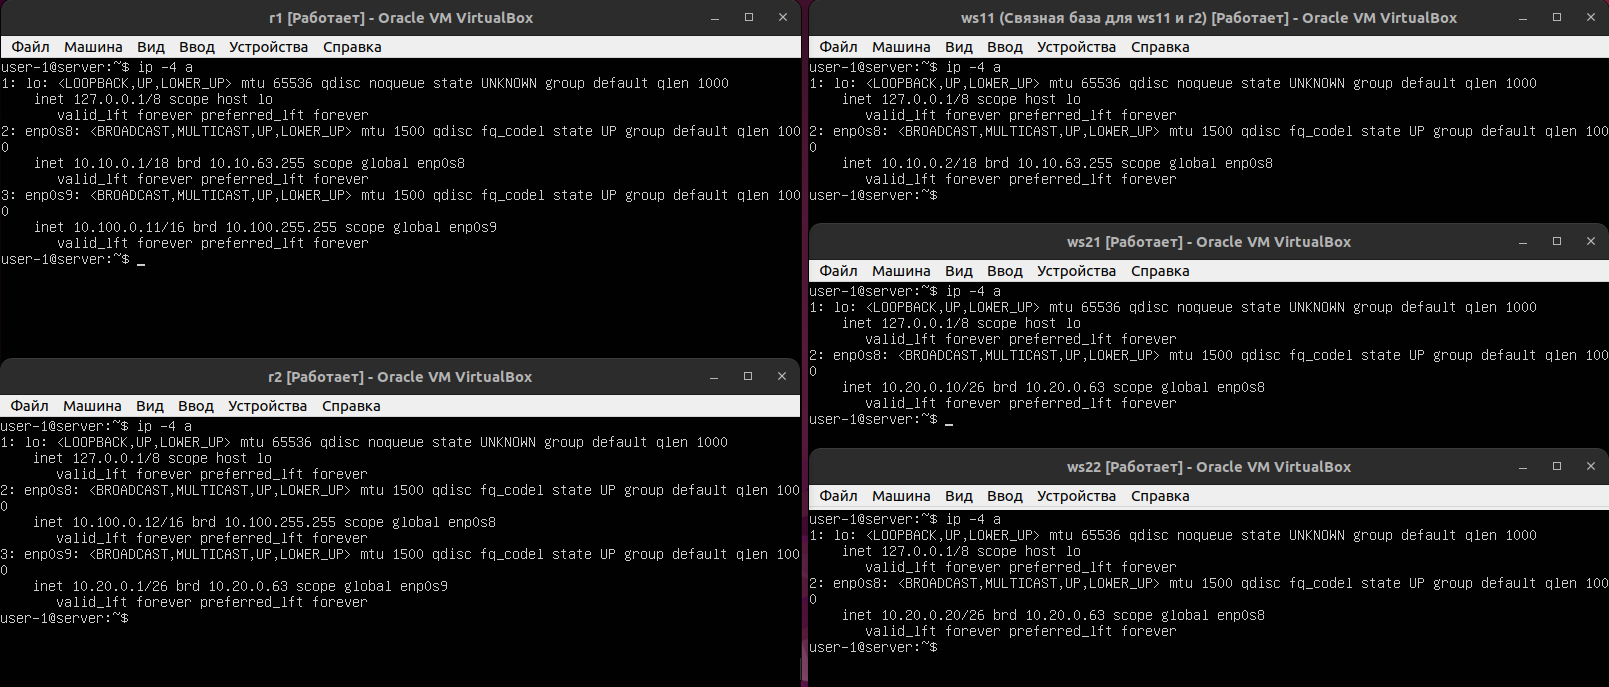 r1 [Работает] - Oracle VM VirtualBox
Файл Машина Вид Ввод Устройства Справка
user-1@server:~$ ip -4 a
1: lo: <LOOPBACK,UP,LOWER_UP> mtu 65536 qdisc noqueue state UNKNOWN group default qlen 1000
    inet 127.0.0.1/8 scope host lo
       valid_lft forever preferred_lft forever
2: enp0s8: <BROADCAST,MULTICAST,UP,LOWER_UP> mtu 1500 qdisc fq_codel state UP group default qlen 100
0
    inet 10.10.0.1/18 brd 10.10.63.255 scope global enp0s8
       valid_lft forever preferred_lft forever
3: enp0s9: <BROADCAST,MULTICAST,UP,LOWER_UP> mtu 1500 qdisc fq_codel state UP group default qlen 100
0
    inet 10.100.0.11/16 brd 10.100.255.255 scope global enp0s9
       valid_lft forever preferred_lft forever
user-1@server:~$ _
r2 [Работает] - Oracle VM VirtualBox
Файл Машина Вид Ввод Устройства Справка
user-1@server:~$ ip -4 a
1: lo: <LOOPBACK,UP,LOWER_UP> mtu 65536 qdisc noqueue state UNKNOWN group default qlen 1000
    inet 127.0.0.1/8 scope host lo
       valid_lft forever preferred_lft forever
2: enp0s8: <BROADCAST,MULTICAST,UP,LOWER_UP> mtu 1500 qdisc fq_codel state UP group default qlen 100
0
    inet 10.100.0.12/16 brd 10.100.255.255 scope global enp0s8
       valid_lft forever preferred_lft forever
3: enp0s9: <BROADCAST,MULTICAST,UP,LOWER_UP> mtu 1500 qdisc fq_codel state UP group default qlen 100
0
    inet 10.20.0.1/26 brd 10.20.0.63 scope global enp0s9
       valid_lft forever preferred_lft forever
user-1@server:~$
ws11 (Связная база для ws11 и r2) [Работает] - Oracle VM VirtualBox
Файл Машина Вид Ввод Устройства Справка
user-1@server:~$ ip -4 a
1: lo: <LOOPBACK,UP,LOWER_UP> mtu 65536 qdisc noqueue state UNKNOWN group default qlen 1000
    inet 127.0.0.1/8 scope host lo
       valid_lft forever preferred_lft forever
2: enp0s8: <BROADCAST,MULTICAST,UP,LOWER_UP> mtu 1500 qdisc fq_codel state UP group default qlen 100
0
    inet 10.10.0.2/18 brd 10.10.63.255 scope global enp0s8
       valid_lft forever preferred_lft forever
user-1@server:~$
ws21 [Работает] - Oracle VM VirtualBox
Файл Машина Вид Ввод Устройства Справка
user-1@server:~$ ip -4 a
1: lo: <LOOPBACK,UP,LOWER_UP> mtu 65536 qdisc noqueue state UNKNOWN group default qlen 1000
    inet 127.0.0.1/8 scope host lo
       valid_lft forever preferred_lft forever
2: enp0s8: <BROADCAST,MULTICAST,UP,LOWER_UP> mtu 1500 qdisc fq_codel state UP group default qlen 100
0
    inet 10.20.0.10/26 brd 10.20.0.63 scope global enp0s8
       valid_lft forever preferred_lft forever
user-1@server:~$ _
ws22 [Работает] - Oracle VM VirtualBox
Файл Машина Вид Ввод Устройства Справка
user-1@server:~$ ip -4 a
1: lo: <LOOPBACK,UP,LOWER_UP> mtu 65536 qdisc noqueue state UNKNOWN group default qlen 1000
    inet 127.0.0.1/8 scope host lo
       valid_lft forever preferred_lft forever
2: enp0s8: <BROADCAST,MULTICAST,UP,LOWER_UP> mtu 1500 qdisc fq_codel state UP group default qlen 100
0
    inet 10.20.0.20/26 brd 10.20.0.63 scope global enp0s8
       valid_lft forever preferred_lft forever
user-1@server:~$